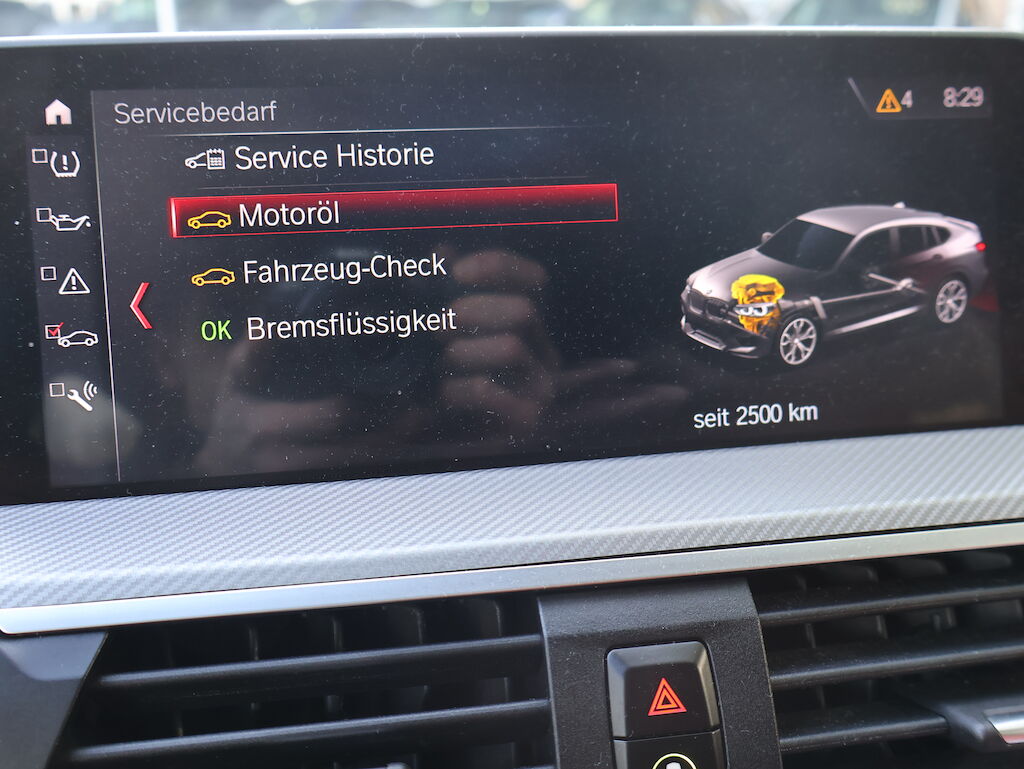 Servicebedarf
4 8:29
Service Historie
Motoröl
Fahrzeug-Check
OK Bremsflüssigkeit
seit 2500 km